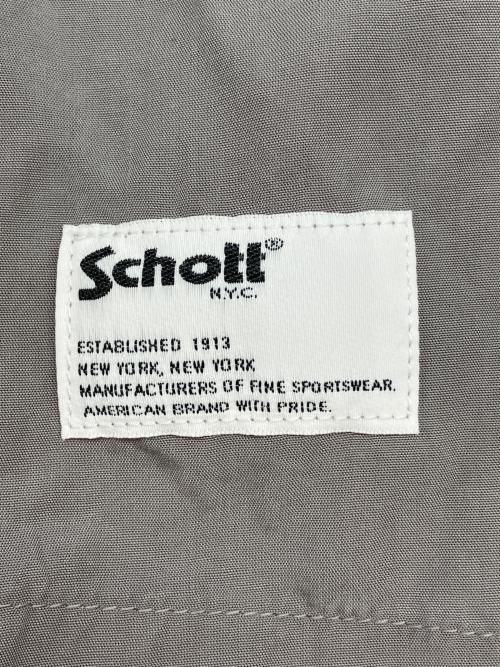 Schott®
N.Y.C.
ESTABLISHED 1913
NEW YORK, NEW YORK
MANUFACTURERS OF FINE SPORTSWEAR.
AMERICAN BRAND WITH PRIDE.